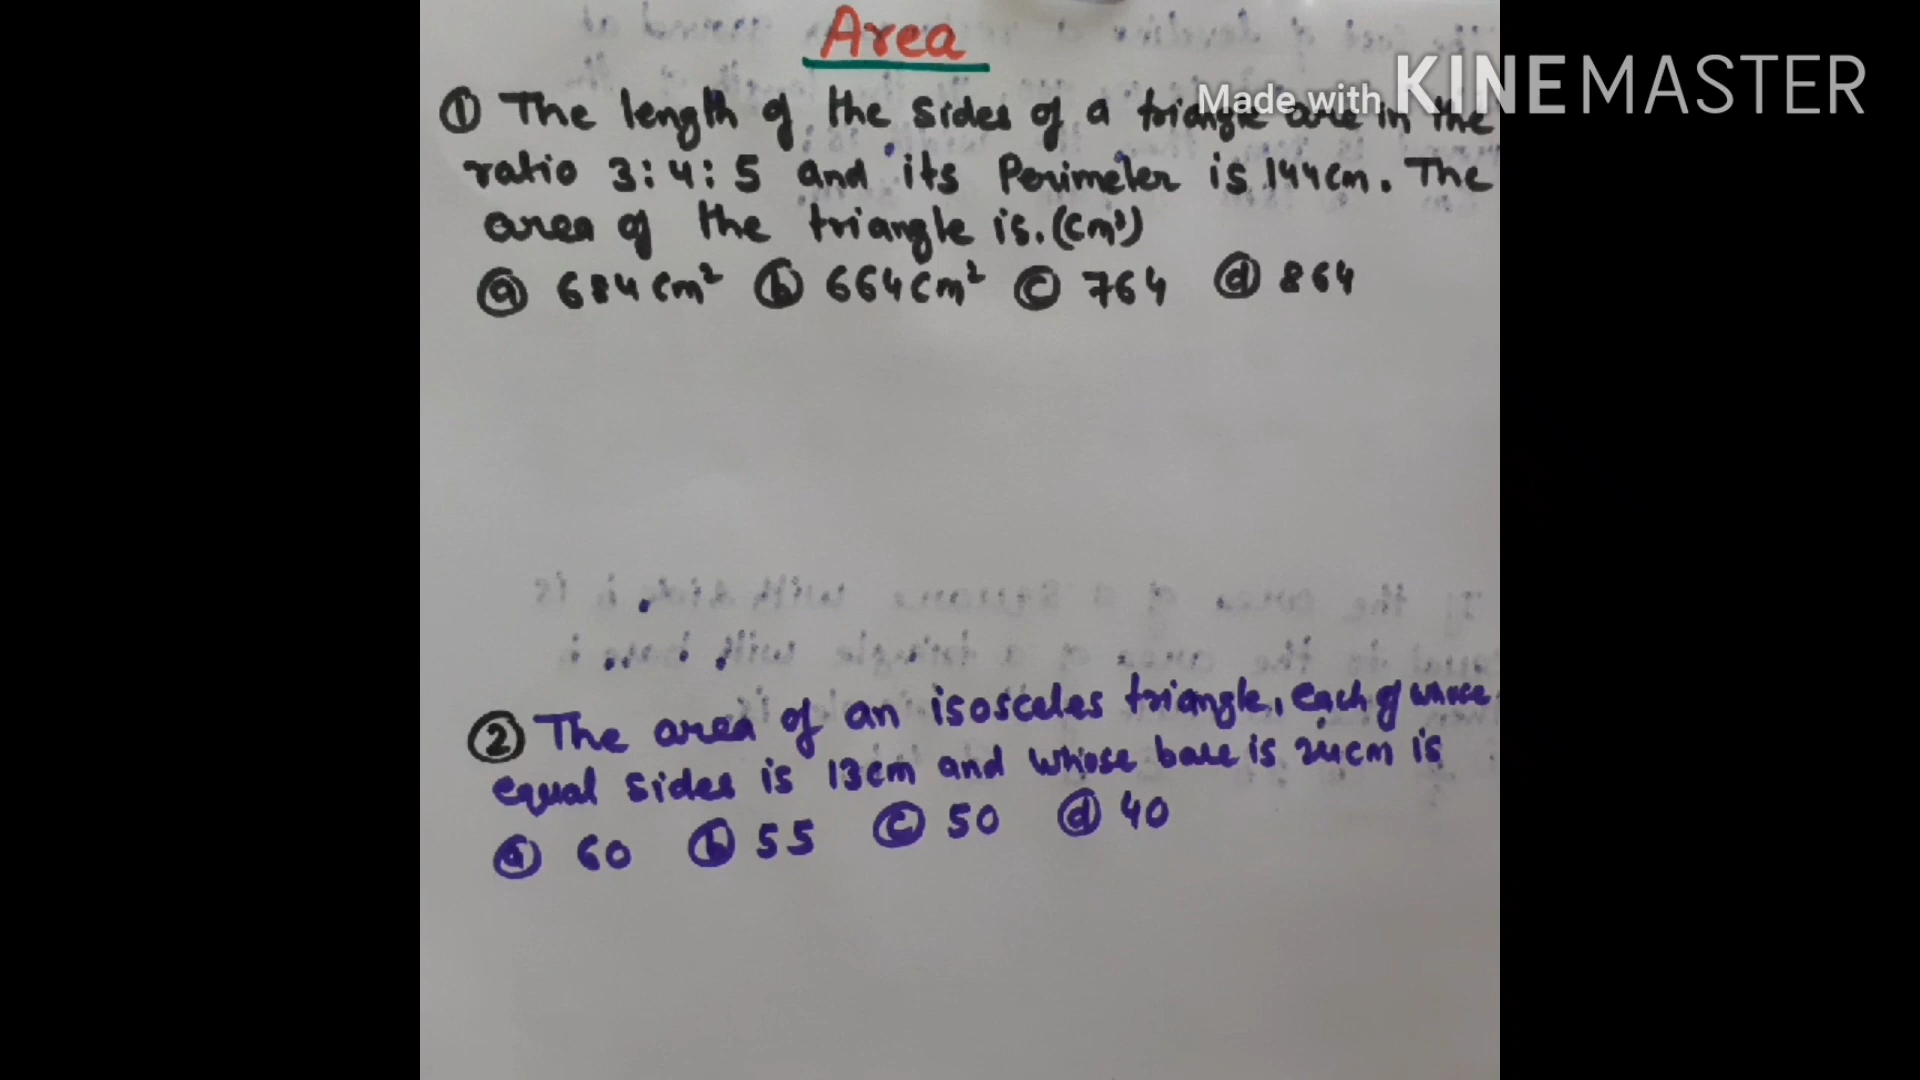 Area
Made with KINEMASTER
① The length of the sides of a triangle are in the
ratio 3:4:5 and its Perimeter is 144cm. The
area of the triangle is. (cm²)
ⓐ 684cm² ⓑ 664cm² ⓒ 764 ⓓ 864
② The area of an isosceles triangle, each of whose
equal sides is 13cm and whose base is 24cm is
ⓐ 60 ⓑ 55 ⓒ 50 ⓓ 40